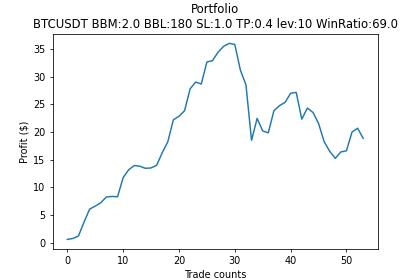 Portfolio
BTCUSDT BBM:2.0 BBL:180 SL:1.0 TP:0.4 lev:10 WinRatio:69.0
35
30
25
20
15
10
5
0
Profit ($)
0 10 20 30 40 50
Trade counts